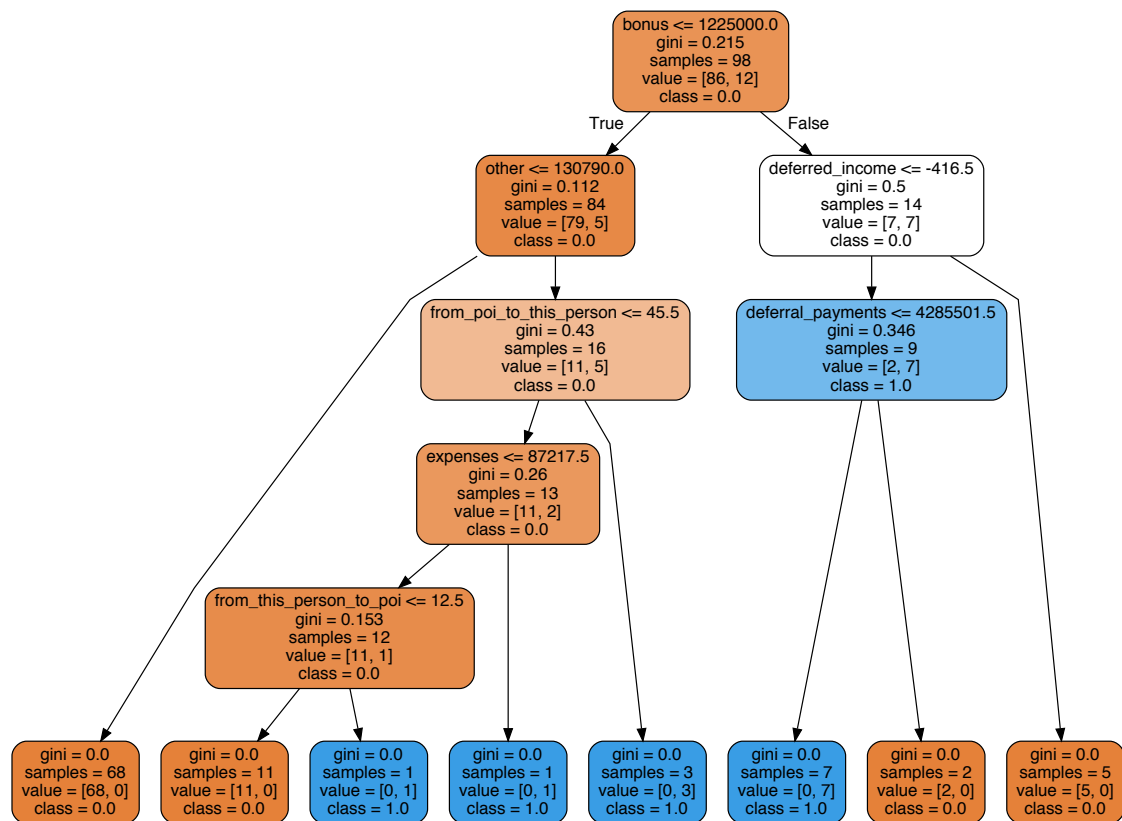 bonus <= 1225000.0
gini = 0.215
samples = 98
value = [86, 12]
class = 0.0
True
False
other <= 130790.0
gini = 0.112
samples = 84
value = [79, 5]
class = 0.0
deferred_income <= -416.5
gini = 0.5
samples = 14
value = [7, 7]
class = 0.0
from_poi_to_this_person <= 45.5
gini = 0.43
samples = 16
value = [11, 5]
class = 0.0
deferral_payments <= 4285501.5
gini = 0.346
samples = 9
value = [2, 7]
class = 1.0
expenses <= 87217.5
gini = 0.26
samples = 13
value = [11, 2]
class = 0.0
from_this_person_to_poi <= 12.5
gini = 0.153
samples = 12
value = [11, 1]
class = 0.0
gini = 0.0
samples = 68
value = [68, 0]
class = 0.0
gini = 0.0
samples = 11
value = [11, 0]
class = 0.0
gini = 0.0
samples = 1
value = [0, 1]
class = 1.0
gini = 0.0
samples = 1
value = [0, 1]
class = 1.0
gini = 0.0
samples = 3
value = [0, 3]
class = 1.0
gini = 0.0
samples = 7
value = [0, 7]
class = 1.0
gini = 0.0
samples = 2
value = [2, 0]
class = 0.0
gini = 0.0
samples = 5
value = [5, 0]
class = 0.0